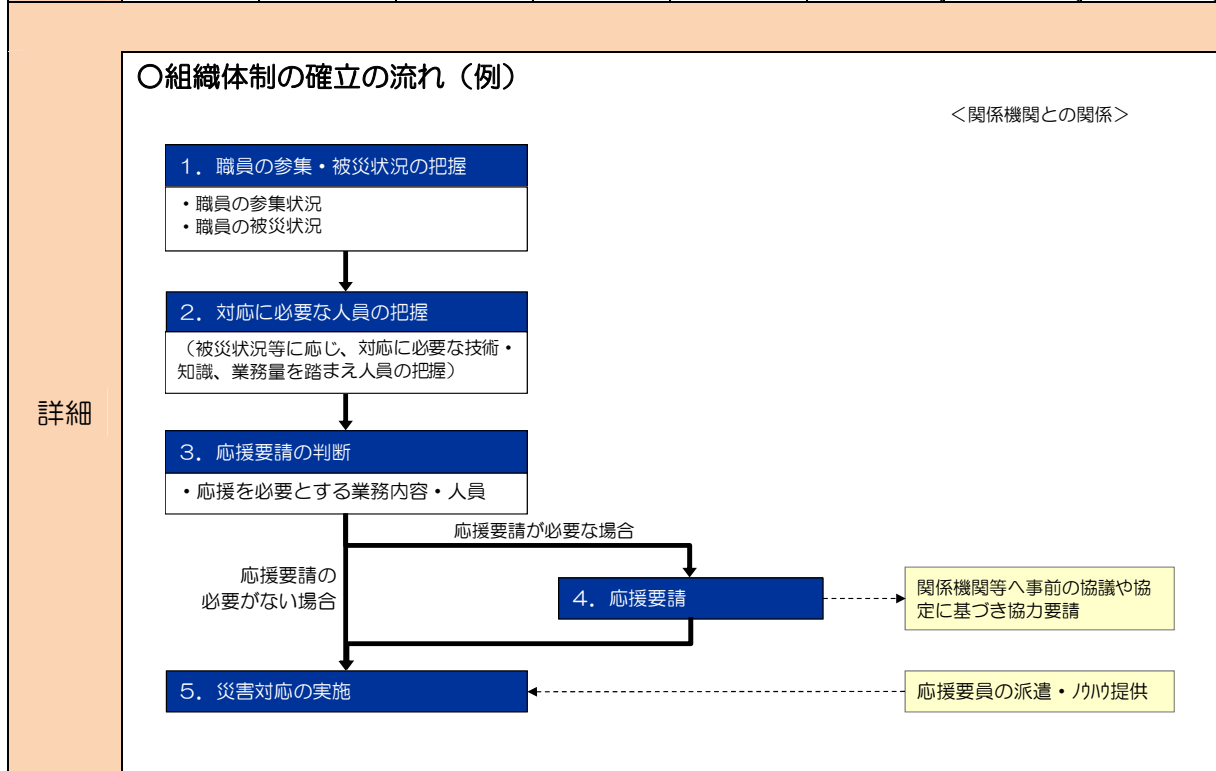 詳細
〇組織体制の確立の流れ（例）
＜関係機関との関係＞
１．職員の参集・被災状況の把握
・職員の参集状況
・職員の被災状況
２．対応に必要な人員の把握
（被災状況等に応じ、対応に必要な技術・
知識、業務量を踏まえ人員の把握）
３．応援要請の判断
・応援を必要とする業務内容・人員
応援要請が必要な場合
応援要請の
必要がない場合
４．応援要請
関係機関等へ事前の協議や協
定に基づき協力要請
５．災害対応の実施
応援要員の派遣・ﾉｳﾊｳ提供